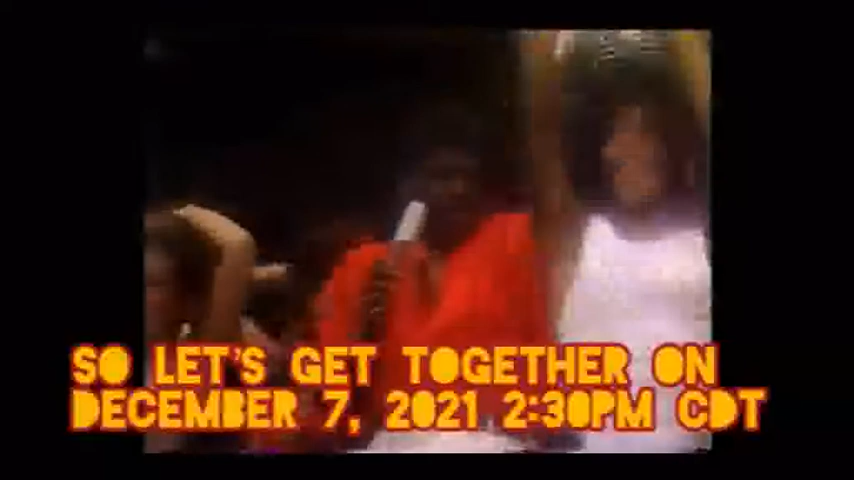 SO LET'S GET TOGETHER ON
DECEMBER 7, 2021 2:30PM CDT